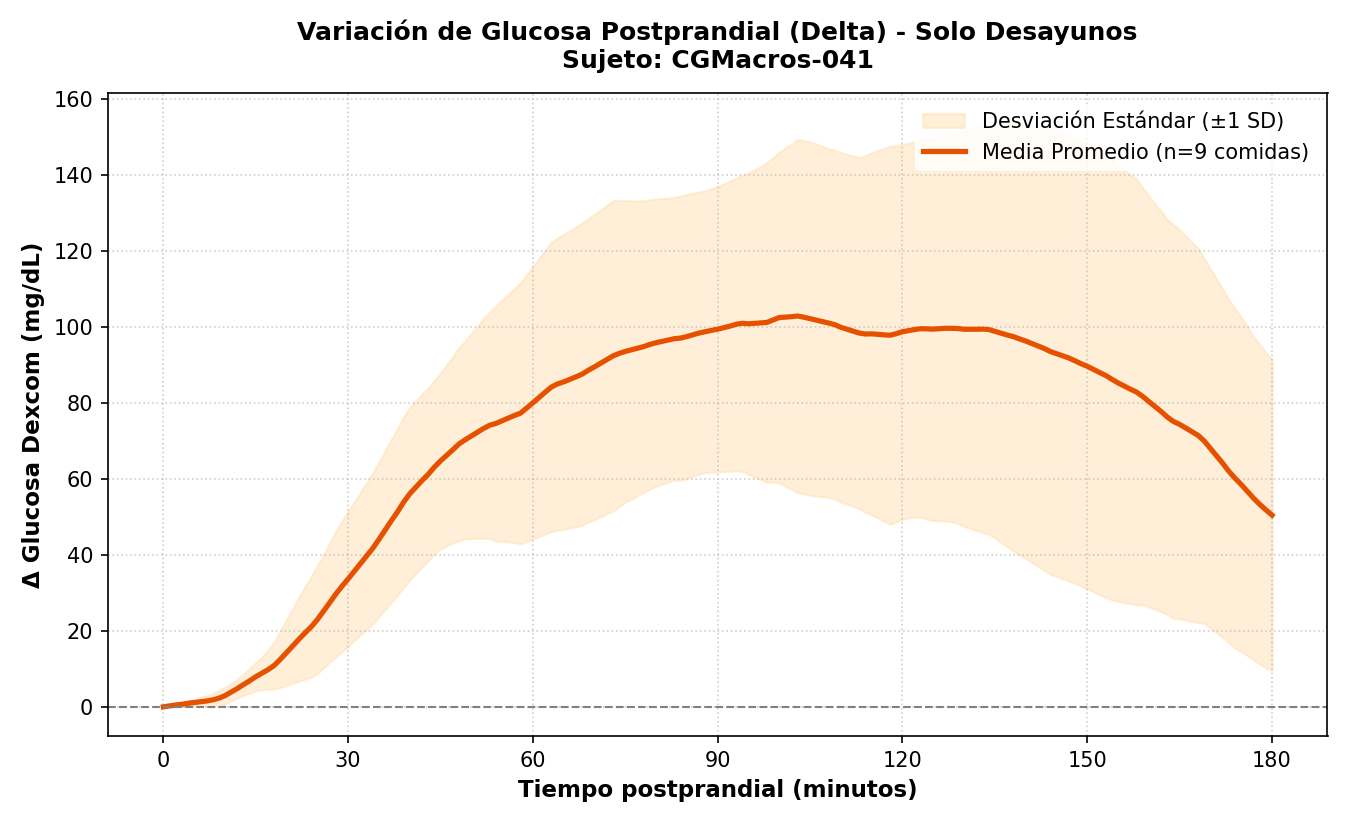 Variación de Glucosa Postprandial (Delta) - Solo Desayunos
Sujeto: CGMacros-041
Desviación Estándar (±1 SD)
Media Promedio (n=9 comidas)
Δ Glucosa Dexcom (mg/dL)
160
140
120
100
80
60
40
20
0
0 30 60 90 120 150 180
Tiempo postprandial (minutos)